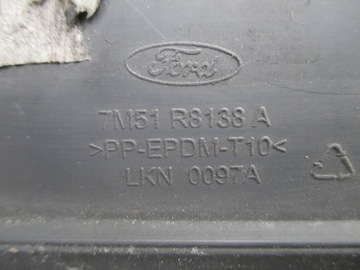 Ford
7M51 R8138 A
>PP-EPDM-T10<
LKN 0097A